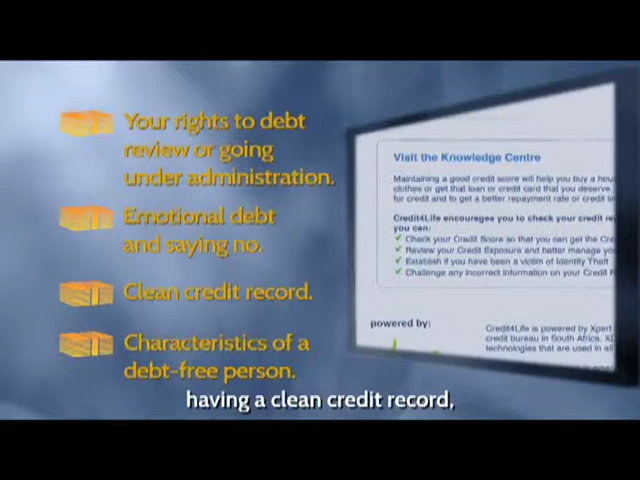 Your rights to debt
review or going
under administration.
Emotional debt
and saying no.
Clean credit record.
Characteristics of a
debt-free person.
having a clean credit record,
Visit the Knowledge Centre
Maintaining a good credit score will help you buy a
clothes or get that loan or credit card that you deserve.
for credit and to get a better repayment rate or credit
Credit4Life encourages you to check your credit
you can:
Check your Credit Score so that you can get the
Review your Credit Exposure and better manage
Establish if you have been a victim of Identity Theft
Challenge any incorrect information on your Credit
powered by:
Credit4Life is powered by Xpert
credit bureau in South Africa.
technologies that are used in all